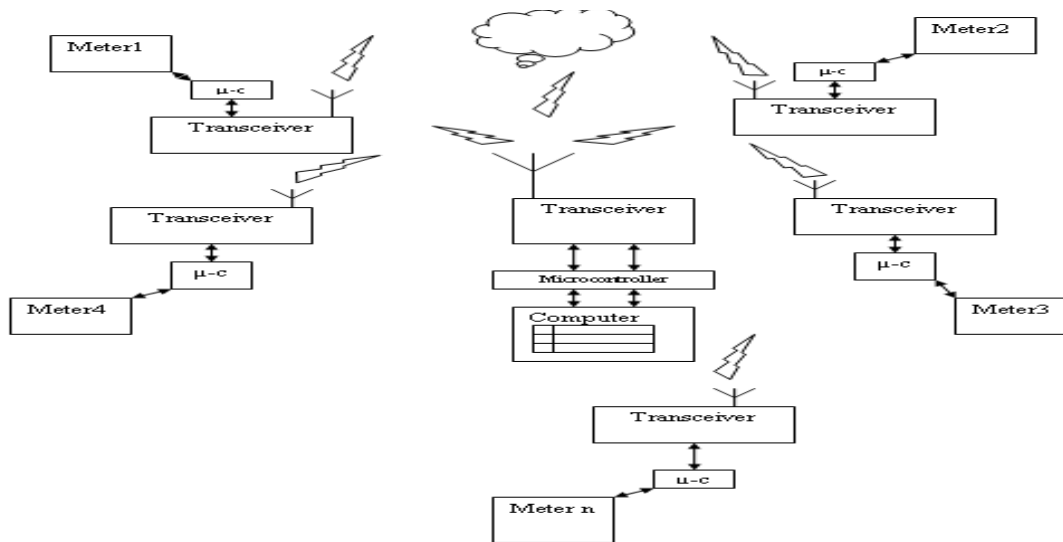 Meter1
Meter2
μ-c
μ-c
Transceiver
Transceiver
Transceiver
Transceiver
Transceiver
μ-c
μ-c
Microcontroller
Meter4
Meter3
Computer
Transceiver
μ-c
Meter n